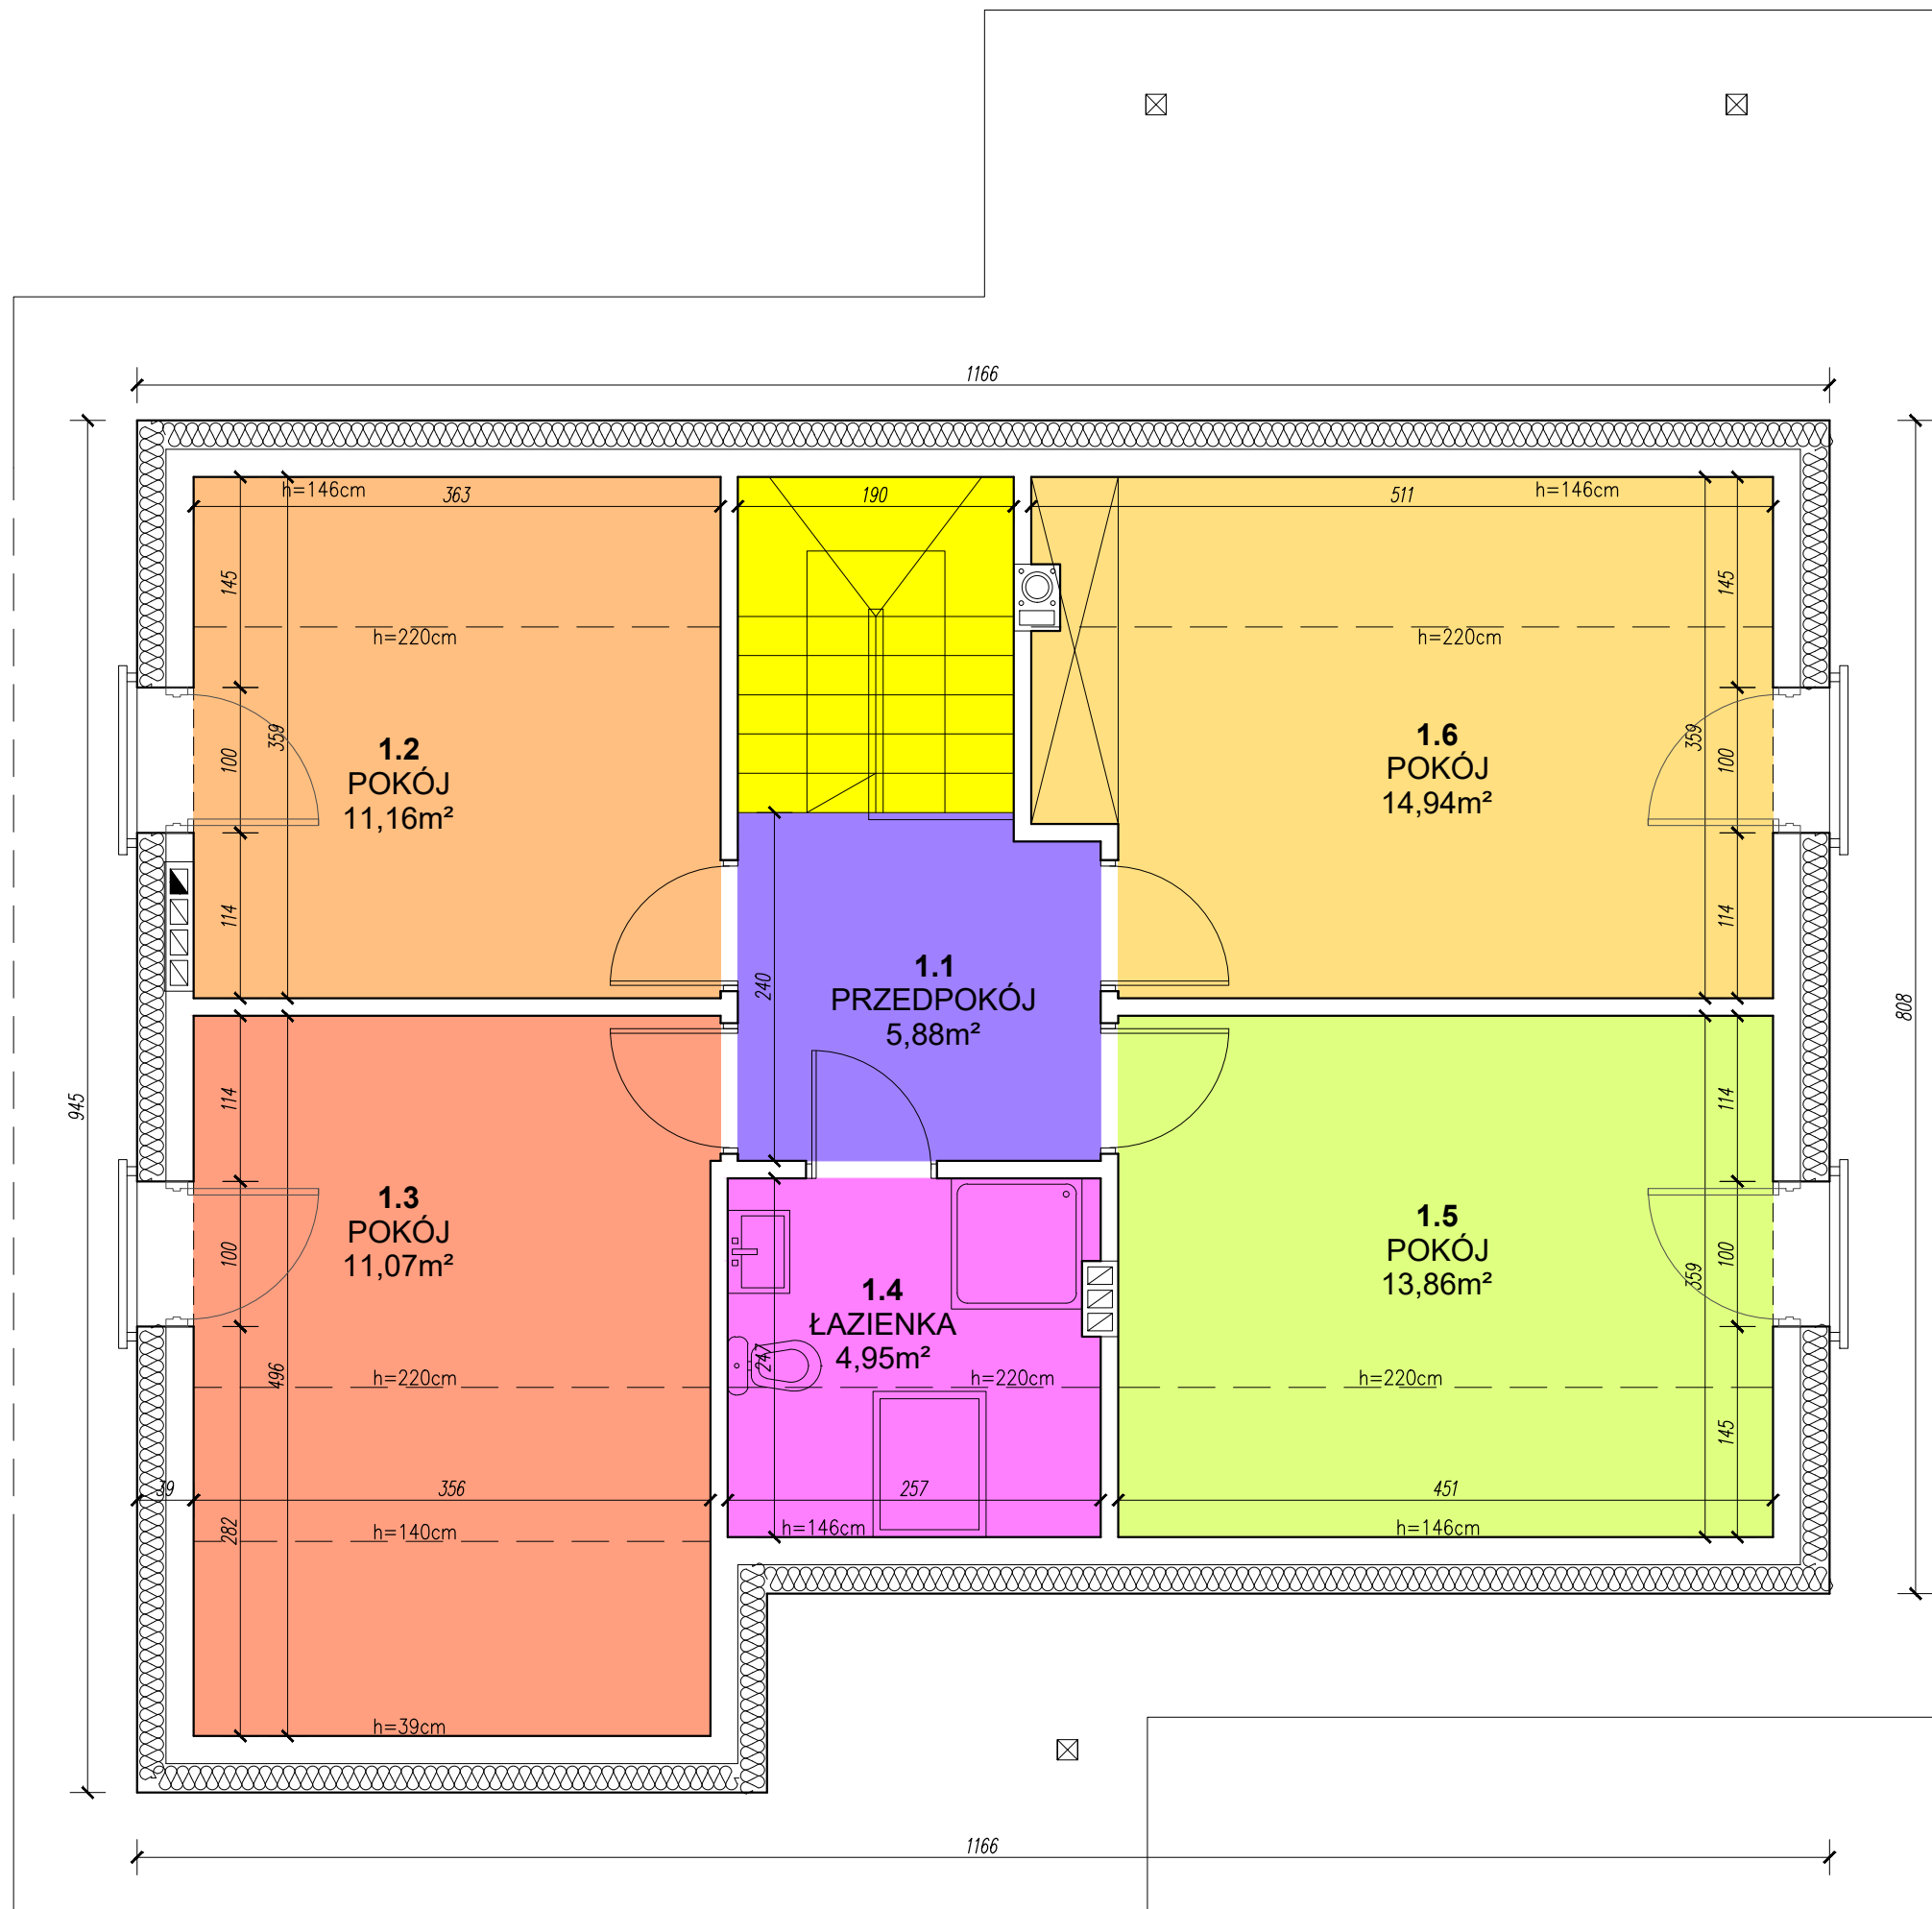 1166
h=146cm
363
190
511
h=146cm
145
145
h=220cm
h=220cm
359
100
1.2
POKÓJ
11,16m²
1.6
POKÓJ
14,94m²
359
100
114
114
240
1.1
PRZEDPOKÓJ
5,88m²
808
945
114
114
1.3
POKÓJ
11,07m²
1.5
POKÓJ
13,86m²
100
359
100
1.4
ŁAZIENKA
4,95m²
247
496
h=220cm
h=220cm
h=220cm
145
39
356
257
451
282
h=140cm
h=146cm
h=146cm
h=39cm
1166